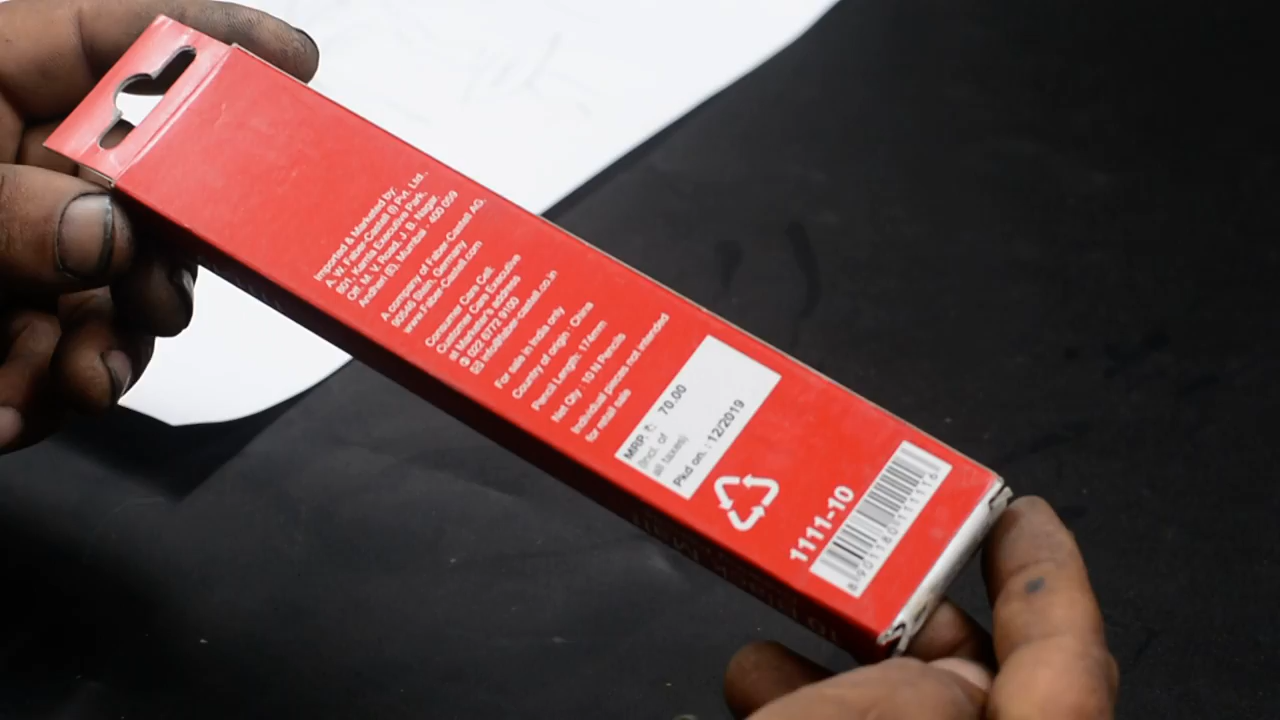 Imported & Marketed by:
A. W. Faber-Castell (I) Pvt. Ltd.,
601, Kamla Executive Park,
Off. M. V. Road, J. B. Nagar,
Andheri (E), Mumbai - 400 059
A company of Faber-Castell AG,
90546 Stein, Germany
www.Faber-Castell.com
Consumer Care Cell:
Customer Care Executive
at Marketer's address
022 6772 9100
info@faber-castell.co.in
For sale in India only
Country of origin : China
Pencil Length: 174mm
Net Qty : 10 N Pencils
Individual pieces not intended
for retail sale
MRP. ₹: 70.00
(Incl. of
all taxes)
Pkd on. : 12/2019
1111-10
8901180111116
10 Black Matt